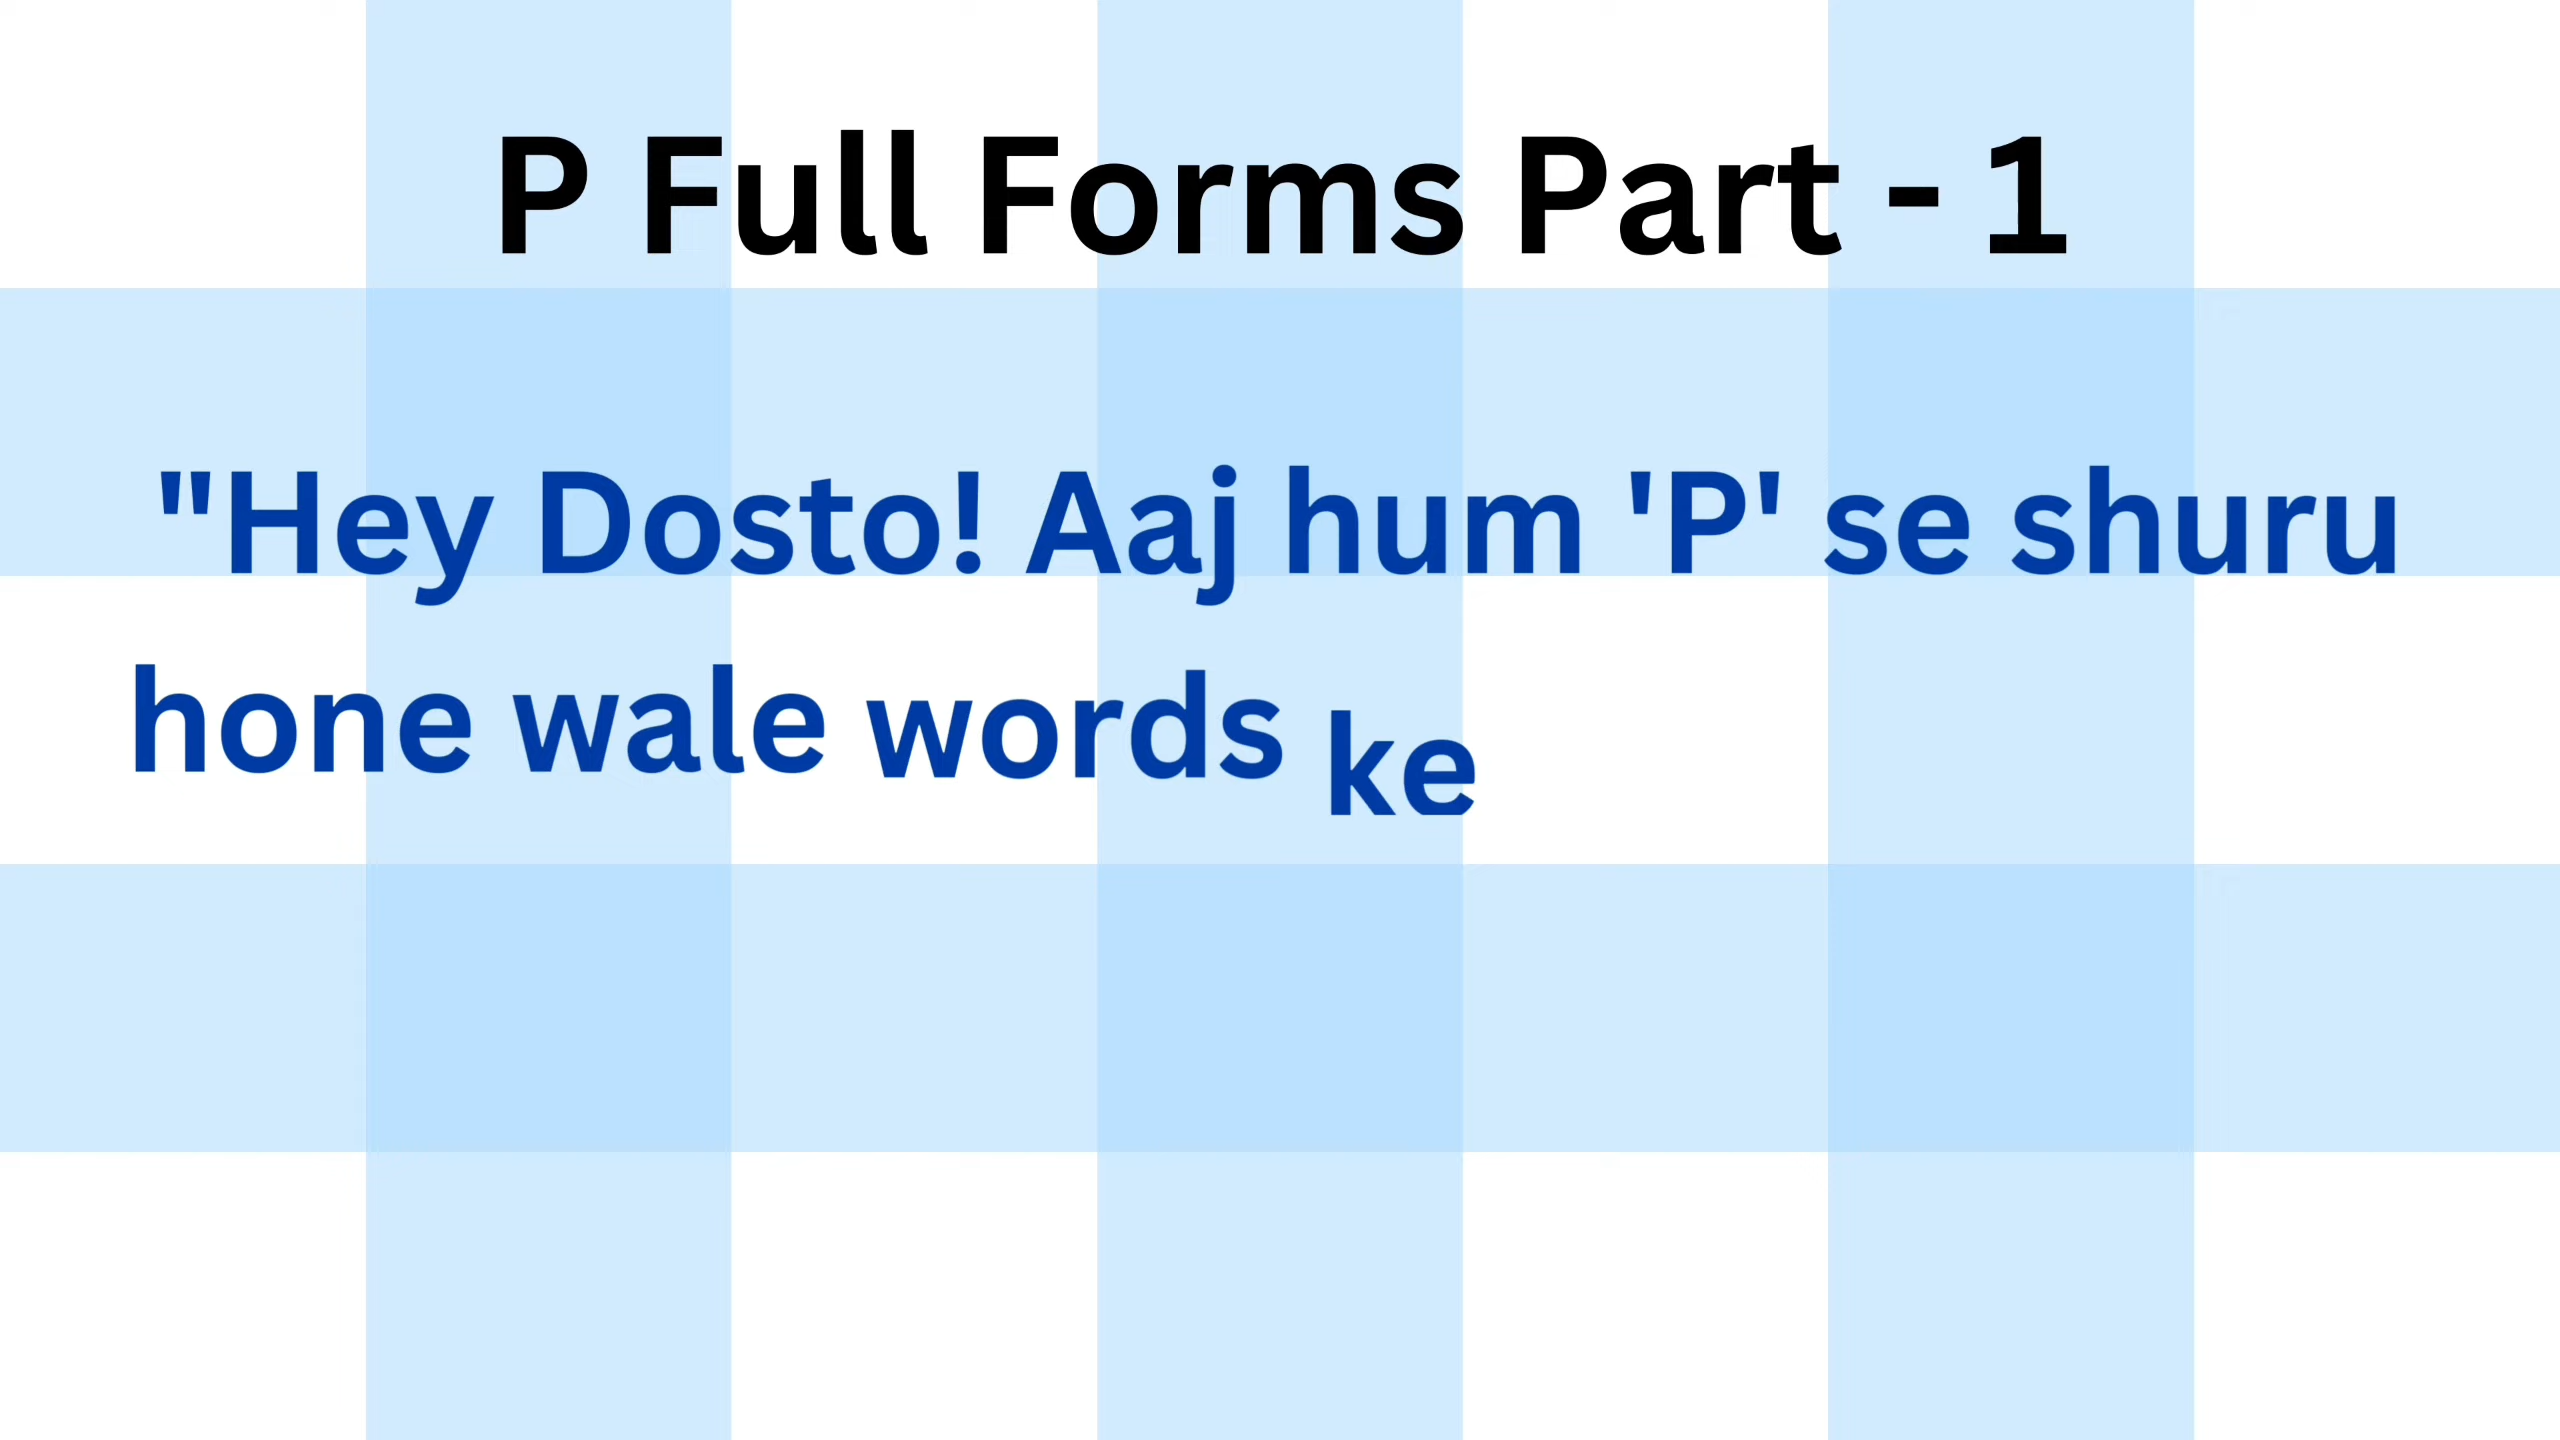 P Full Forms Part - 1
"Hey Dosto! Aaj hum 'P' se shuru
hone wale words ke